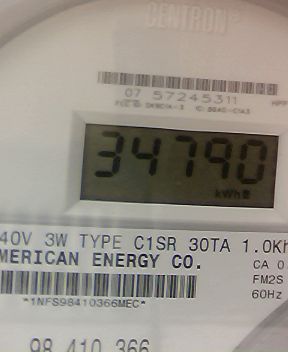 CENTRON®
07 57245311
34790
kWh
40V 3W TYPE C1SR 30TA 1.0Kh
MERICAN ENERGY CO.
CA 0
FM2S
60Hz
*1NFS98410366MEC*
98 410 366